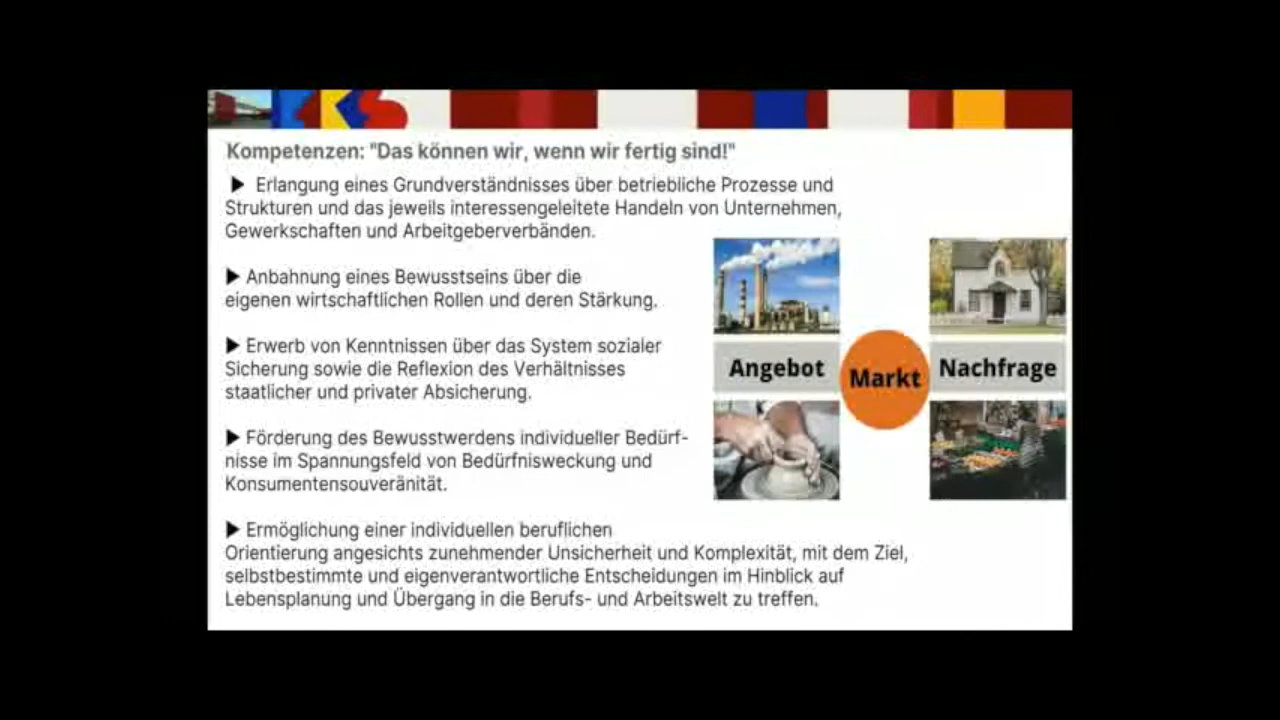 Kompetenzen: "Das können wir, wenn wir fertig sind!"
▶ Erlangung eines Grundverständnisses über betriebliche Prozesse und
Strukturen und das jeweils interessengeleitete Handeln von Unternehmen,
Gewerkschaften und Arbeitgeberverbänden.
▶ Anbahnung eines Bewusstseins über die
eigenen wirtschaftlichen Rollen und deren Stärkung.
▶ Erwerb von Kenntnissen über das System sozialer
Sicherung sowie die Reflexion des Verhältnisses
staatlicher und privater Absicherung.
▶ Förderung des Bewusstwerdens individueller Bedürf-
nisse im Spannungsfeld von Bedürfnisweckung und
Konsumentensouveränität.
▶ Ermöglichung einer individuellen beruflichen
Orientierung angesichts zunehmender Unsicherheit und Komplexität, mit dem Ziel,
selbstbestimmte und eigenverantwortliche Entscheidungen im Hinblick auf
Lebensplanung und Übergang in die Berufs- und Arbeitswelt zu treffen.
Angebot
Markt
Nachfrage